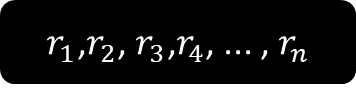 r₁,r₂, r₃,r₄, … , rₙ